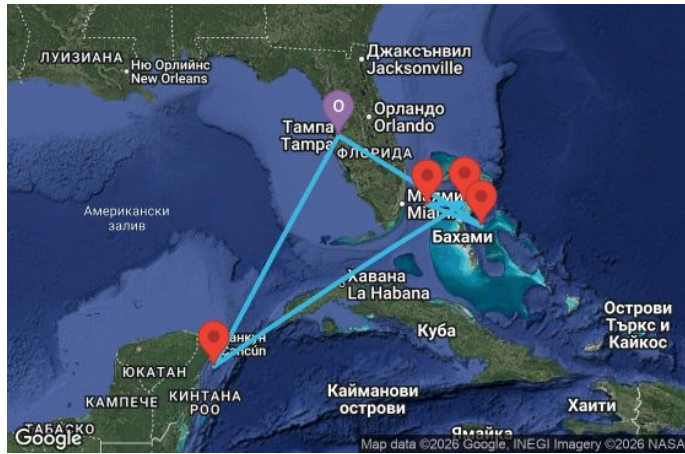 ЛУИЗИАНА
Ню Орлийнс
New Orleans
Джаксънвил
Jacksonville
O
Орландо
Orlando
Тампа
Tampa
ФЛОРИДА
Miami
Американски
залив
Бахами
Хавана
La Habana
Cancún
ЮКАТАН
КАМПЕЧЕ
КИНТАНА
РОО
ТАБАСКО
Куба
Кайманови
острови
Острови
Търкс и
Кайкос
Хаити
Ямайка
Google
Map data ©2026 Google, INEGI Imagery ©2026 NASA